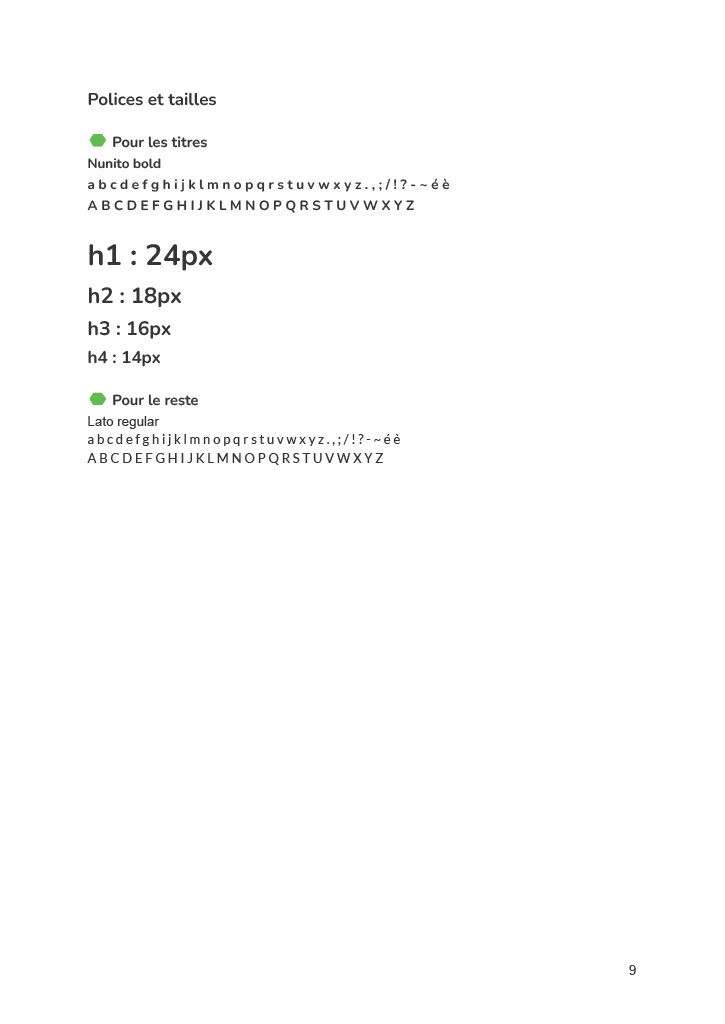 Polices et tailles
Pour les titres
Nunito bold
a b c d e f g h i j k l m n o p q r s t u v w x y z . , ; / ! ? - ~ é è
A B C D E F G H I J K L M N O P Q R S T U V W X Y Z
h1 : 24px
h2 : 18px
h3 : 16px
h4 : 14px
Pour le reste
Lato regular
a b c d e f g h i j k l m n o p q r s t u v w x y z . , ; / ! ? - ~ é è
A B C D E F G H I J K L M N O P Q R S T U V W X Y Z
9